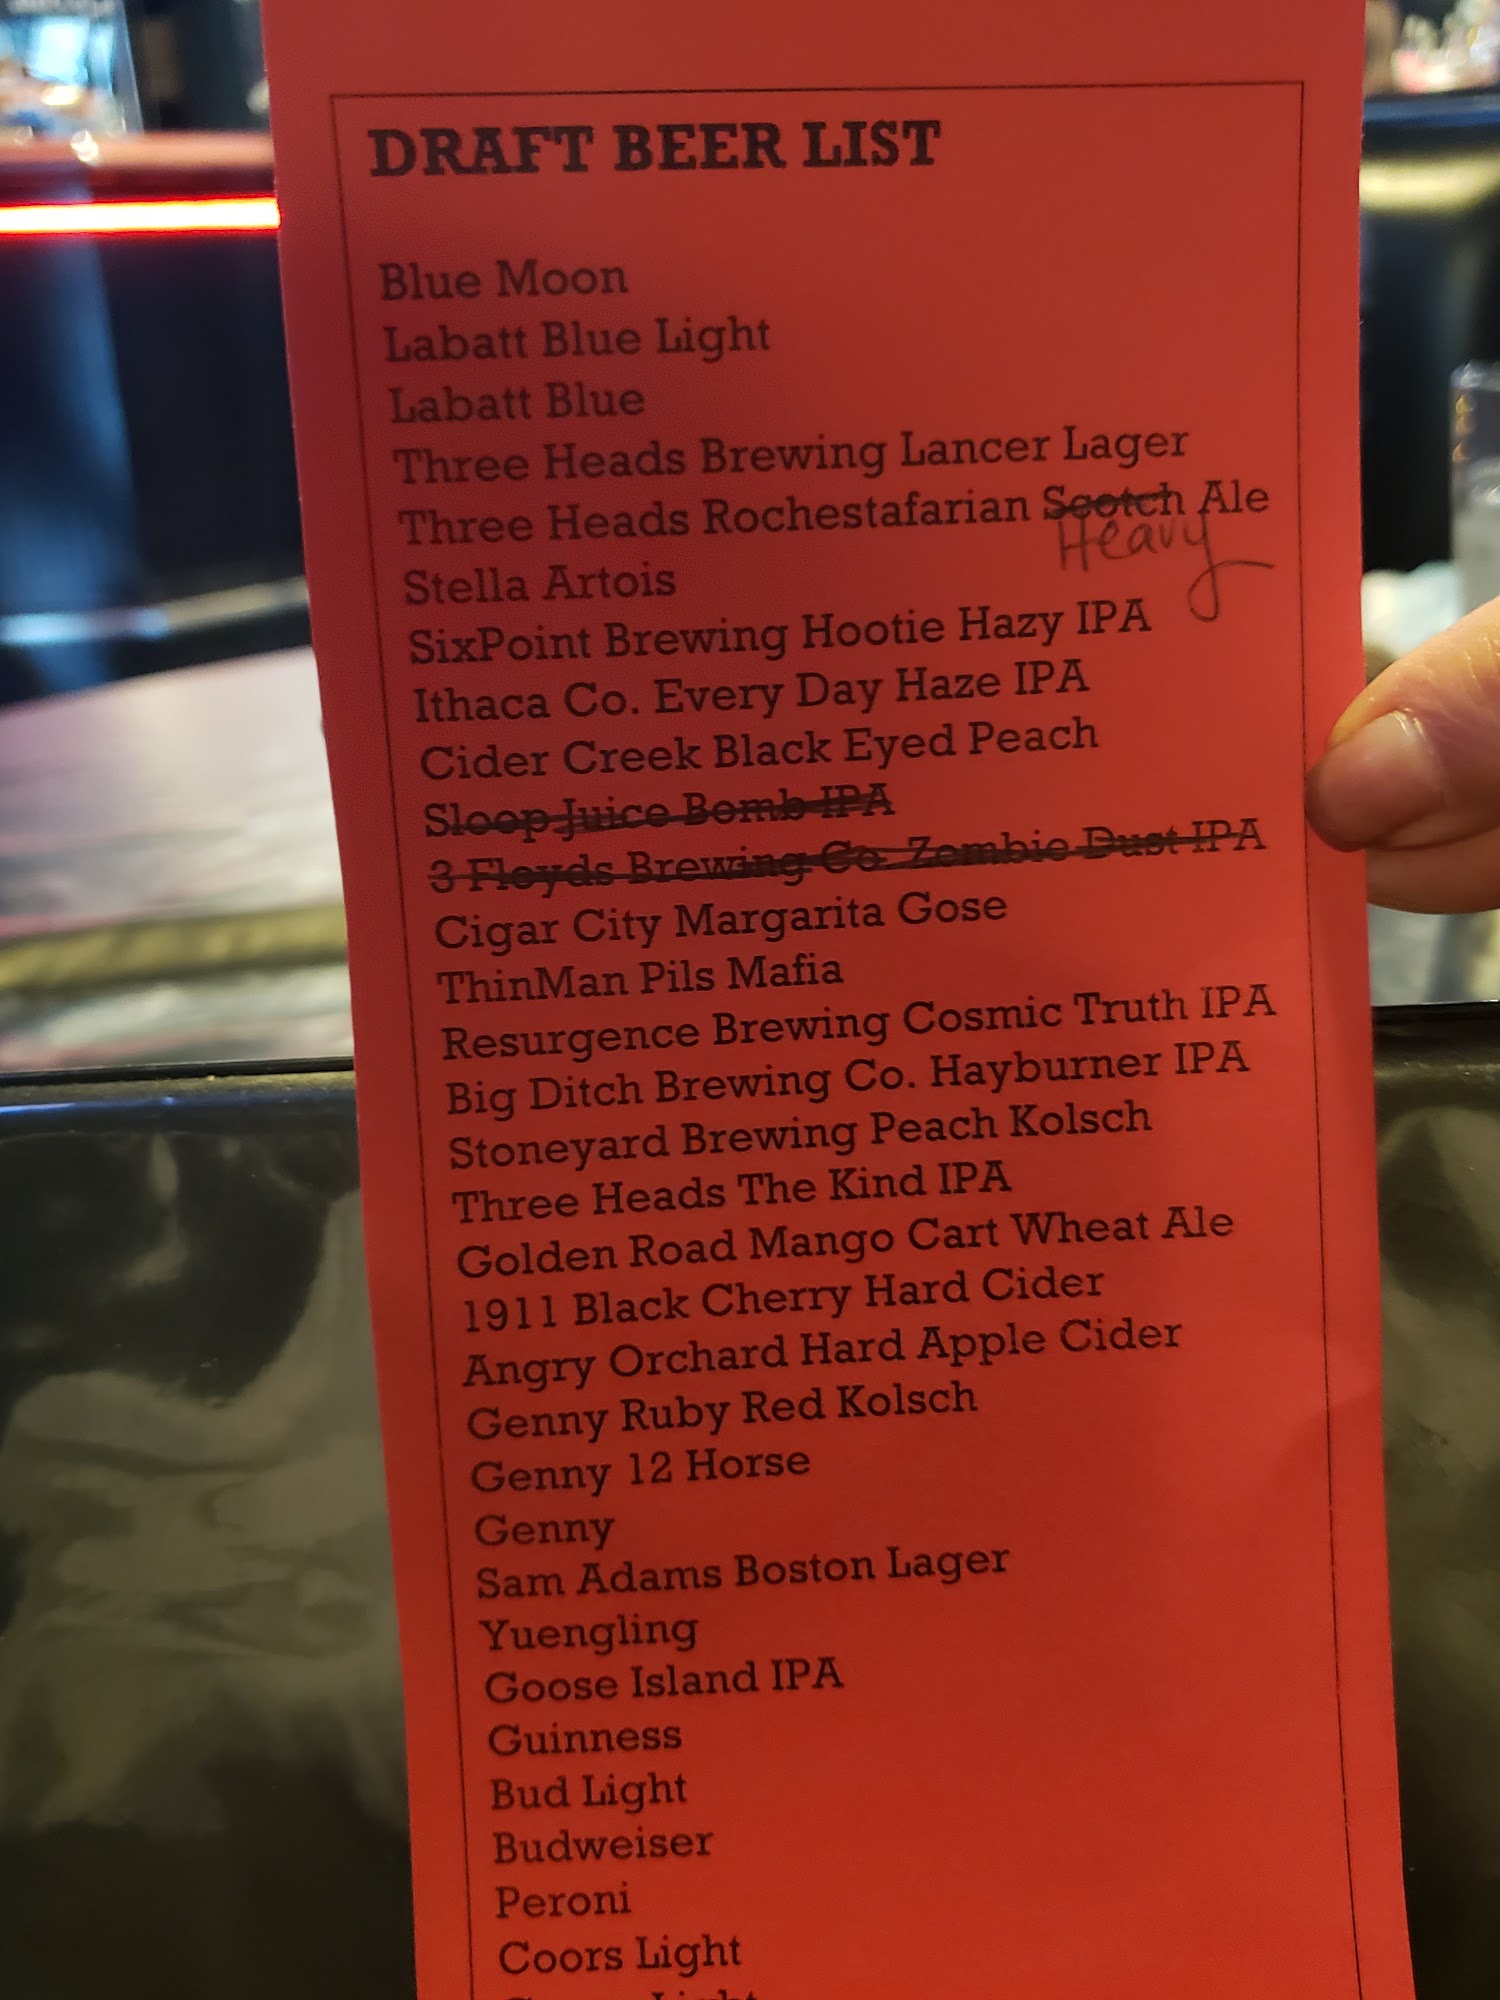 DRAFT BEER LIST
Blue Moon
Labatt Blue Light
Labatt Blue
Three Heads Brewing Lancer Lager
Three Heads Rochestafarian Scotch Ale
Heavy
Stella Artois
SixPoint Brewing Hootie Hazy IPA
Ithaca Co. Every Day Haze IPA
Cider Creek Black Eyed Peach
Sloop Juice Bomb IPA
3 Floyds Brewing Co. Zombie Dust IPA
Cigar City Margarita Gose
ThinMan Pils Mafia
Resurgence Brewing Cosmic Truth IPA
Big Ditch Brewing Co. Hayburner IPA
Stoneyard Brewing Peach Kolsch
Three Heads The Kind IPA
Golden Road Mango Cart Wheat Ale
1911 Black Cherry Hard Cider
Angry Orchard Hard Apple Cider
Genny Ruby Red Kolsch
Genny 12 Horse
Genny
Sam Adams Boston Lager
Yuengling
Goose Island IPA
Guinness
Bud Light
Budweiser
Peroni
Coors Light
Light